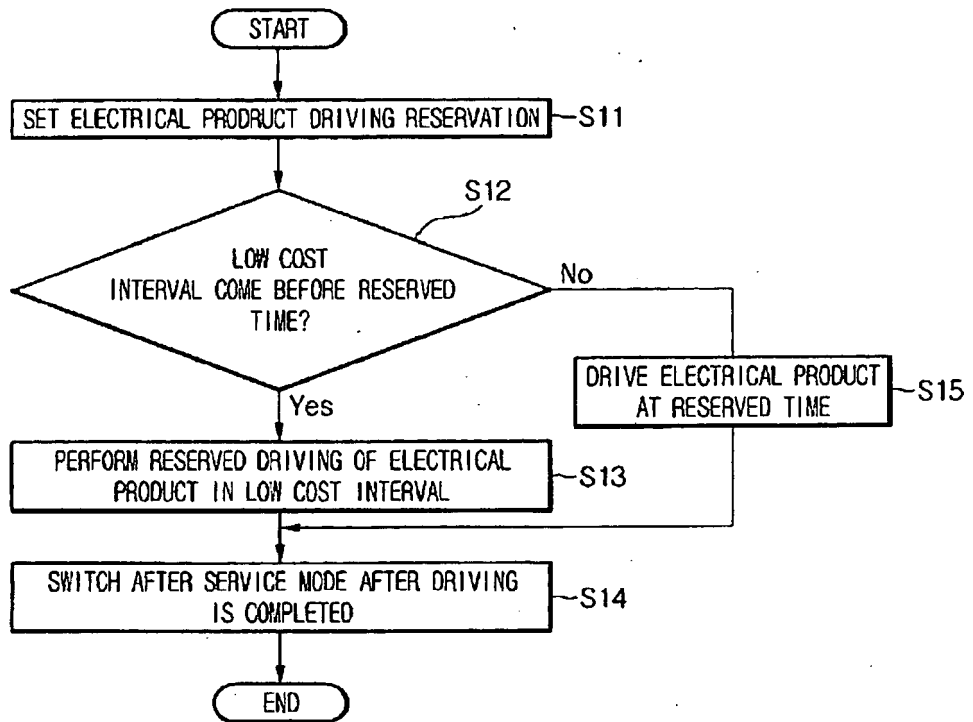 START
SET ELECTRICAL PRODRUCT DRIVING RESERVATION
S11
S12
LOW COST
INTERVAL COME BEFORE RESERVED
TIME?
No
Yes
DRIVE ELECTRICAL PRODUCT
AT RESERVED TIME
S15
PERFORM RESERVED DRIVING OF ELECTRICAL
PRODUCT IN LOW COST INTERVAL
S13
SWITCH AFTER SERVICE MODE AFTER DRIVING
IS COMPLETED
S14
END